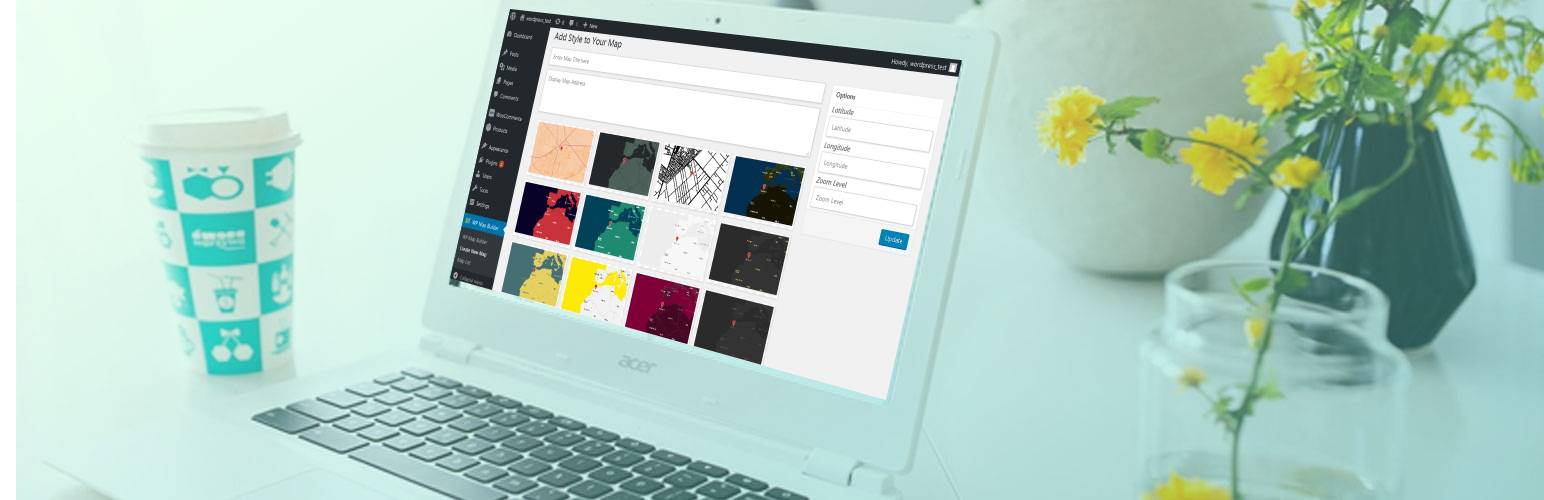 wordpress_test
New
Howdy, wordpress_test
Dashboard
Posts
Media
Pages
Comments
WooCommerce
Products
Appearance
Plugins
Users
Tools
Settings
WP Map Builder
WP Map Builder
Create New Map
Collapse menu
Add Style to Your Map
Enter Map Title here
Display Map Address
Options
Latitude
Latitude
Longitude
Longitude
Zoom Level
Zoom Level
Update
acer